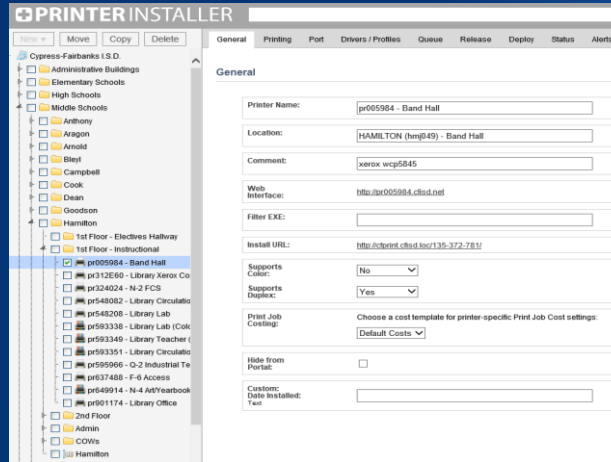 PRINTERINSTALLER
New Move Copy Delete
Cypress-Fairbanks I.S.D.
Administrative Buildings
Elementary Schools
High Schools
Middle Schools
Anthony
Aragon
Arnold
Bleyl
Campbell
Cook
Dean
Goodson
Hamilton
1st Floor - Electives Hallway
1st Floor - Instructional
pr005984 - Band Hall
pr312E60 - Library Xerox Co
pr324024 - N-2 FCS
pr548082 - Library Circulatio
pr548208 - Library Lab
pr593338 - Library Lab (Colo
pr593349 - Library Teacher (
pr593351 - Library Circulatio
pr595966 - O-2 Industrial Te
pr637488 - F-6 Access
pr649914 - N-4 Art/Yearbook
pr901174 - Library Office
2nd Floor
Admin
COWs
Hamilton
General Printing Port Drivers / Profiles Queue Release Deploy Status Alerts
General
Printer Name: pr005984 - Band Hall
Location: HAMILTON (hmj049) - Band Hall
Comment: xerox wcp5845
Web
Interface: http://pr005984.cfisd.net
Filter EXE:
Install URL: http://cfprint.cfisd.loc/135-372-781/
Supports
Color: No
Supports
Duplex: Yes
Print Job
Costing: Choose a cost template for printer-specific Print Job Cost settings:
Default Costs
Hide from
Portal:
Custom:
Date Installed:
Text